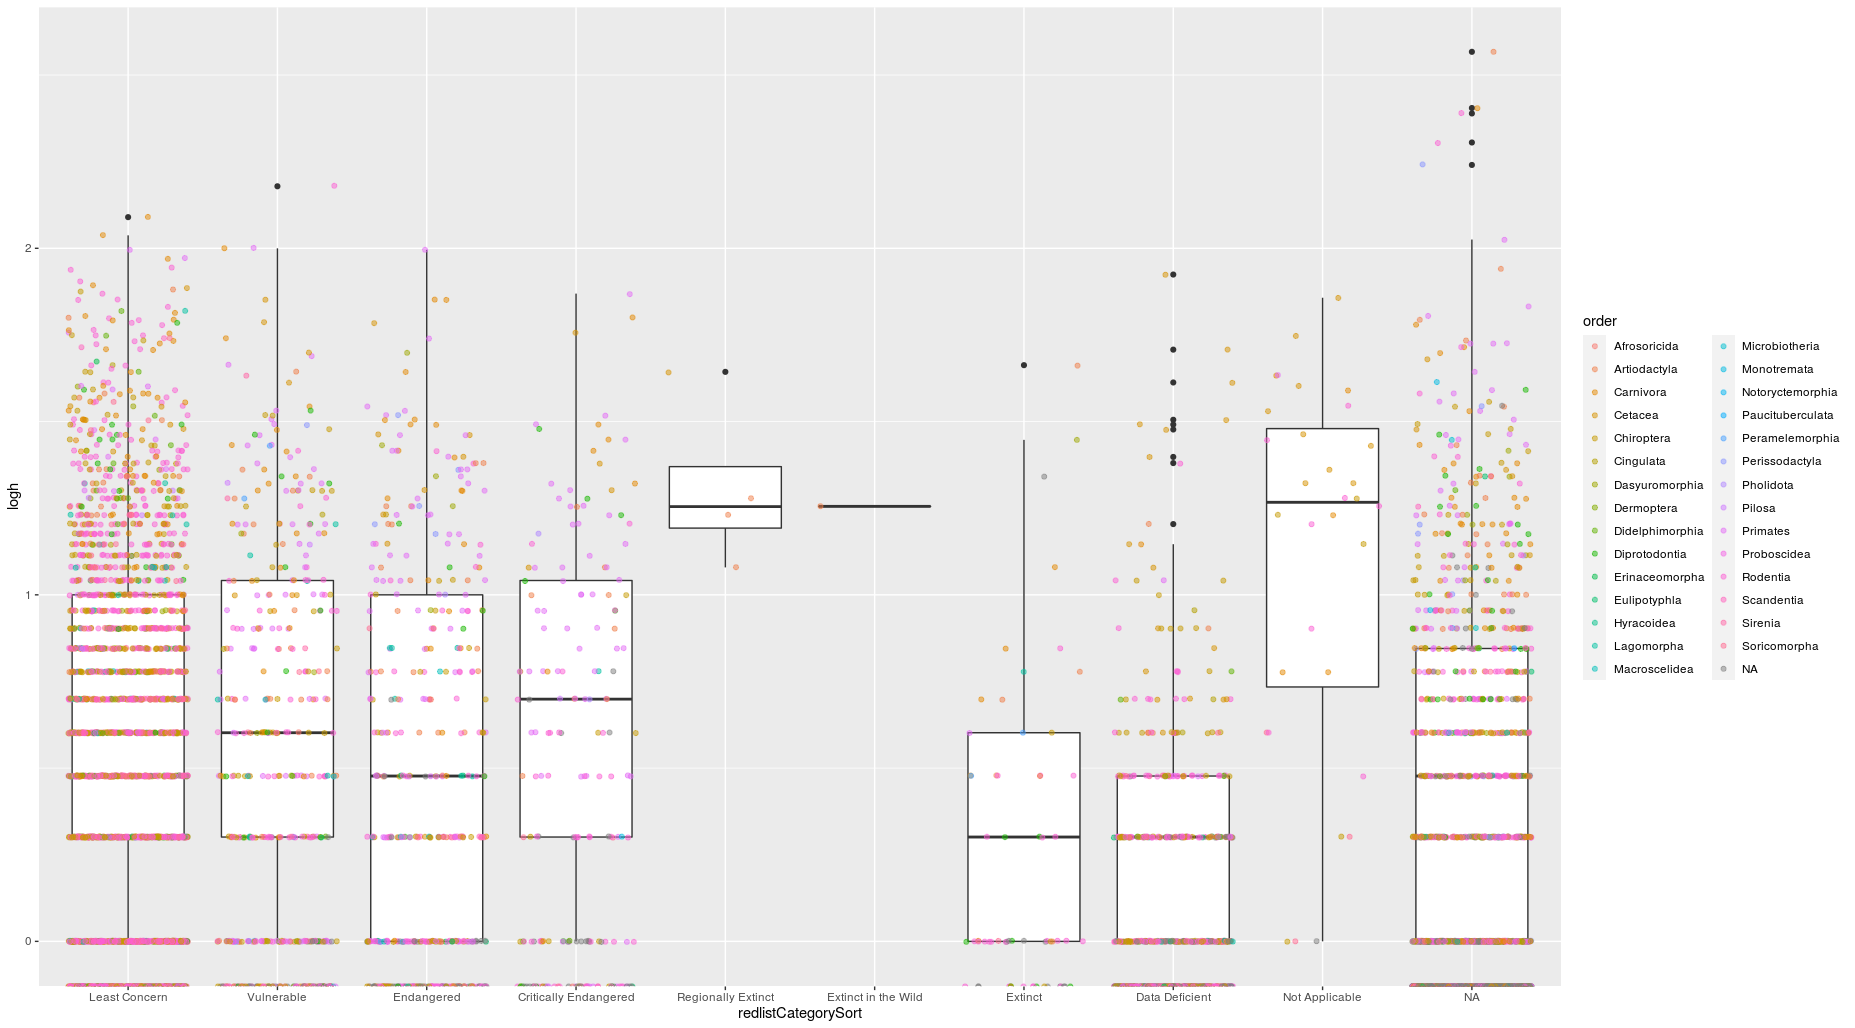 2
1
0
logh
Least Concern
Vulnerable
Endangered
Critically Endangered
Regionally Extinct
Extinct in the Wild
Extinct
Data Deficient
Not Applicable
NA
redlistCategorySort
order
Afrosoricida
Artiodactyla
Carnivora
Cetacea
Chiroptera
Cingulata
Dasyuromorphia
Dermoptera
Didelphimorphia
Diprotodontia
Erinaceomorpha
Eulipotyphla
Hyracoidea
Lagomorpha
Macroscelidea
Microbiotheria
Monotremata
Notoryctemorphia
Paucituberculata
Peramelemorphia
Perissodactyla
Pholidota
Pilosa
Primates
Proboscidea
Rodentia
Scandentia
Sirenia
Soricomorpha
NA